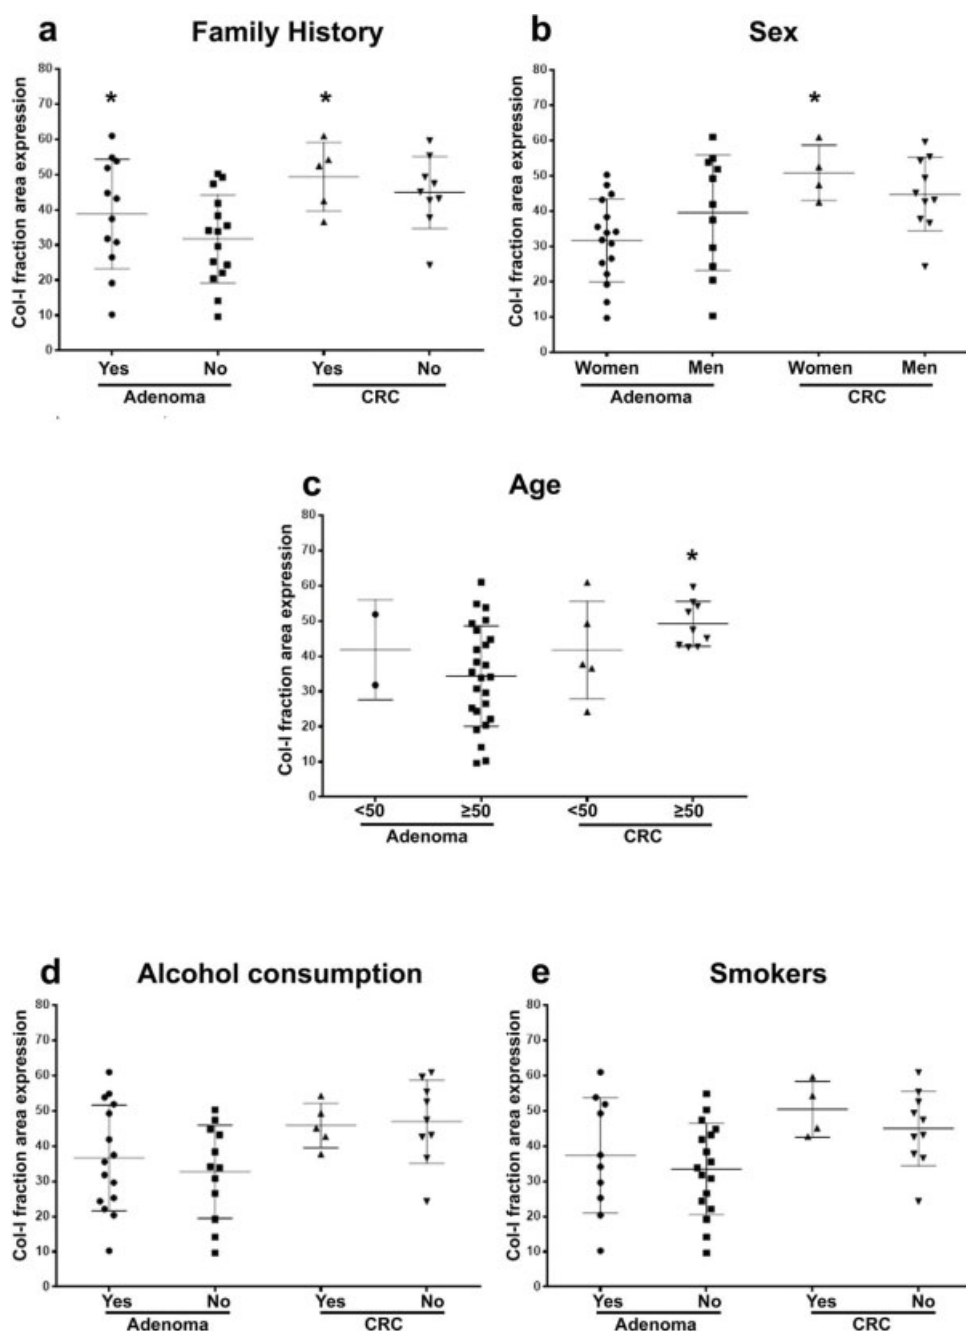 a Family History
Col-I fraction area expression
80
70
60
50
40
30
20
10
0
*
*
Yes No Yes No
Adenoma CRC
b Sex
Col-I fraction area expression
80
70
60
50
40
30
20
10
0
*
Women Men Women Men
Adenoma CRC
c Age
Col-I fraction area expression
80
70
60
50
40
30
20
10
0
*
<50 ≥50 <50 ≥50
Adenoma CRC
d Alcohol consumption
Col-I fraction area expression
80
70
60
50
40
30
20
10
0
Yes No Yes No
Adenoma CRC
e Smokers
Col-I fraction area expression
80
70
60
50
40
30
20
10
0
Yes No Yes No
Adenoma CRC